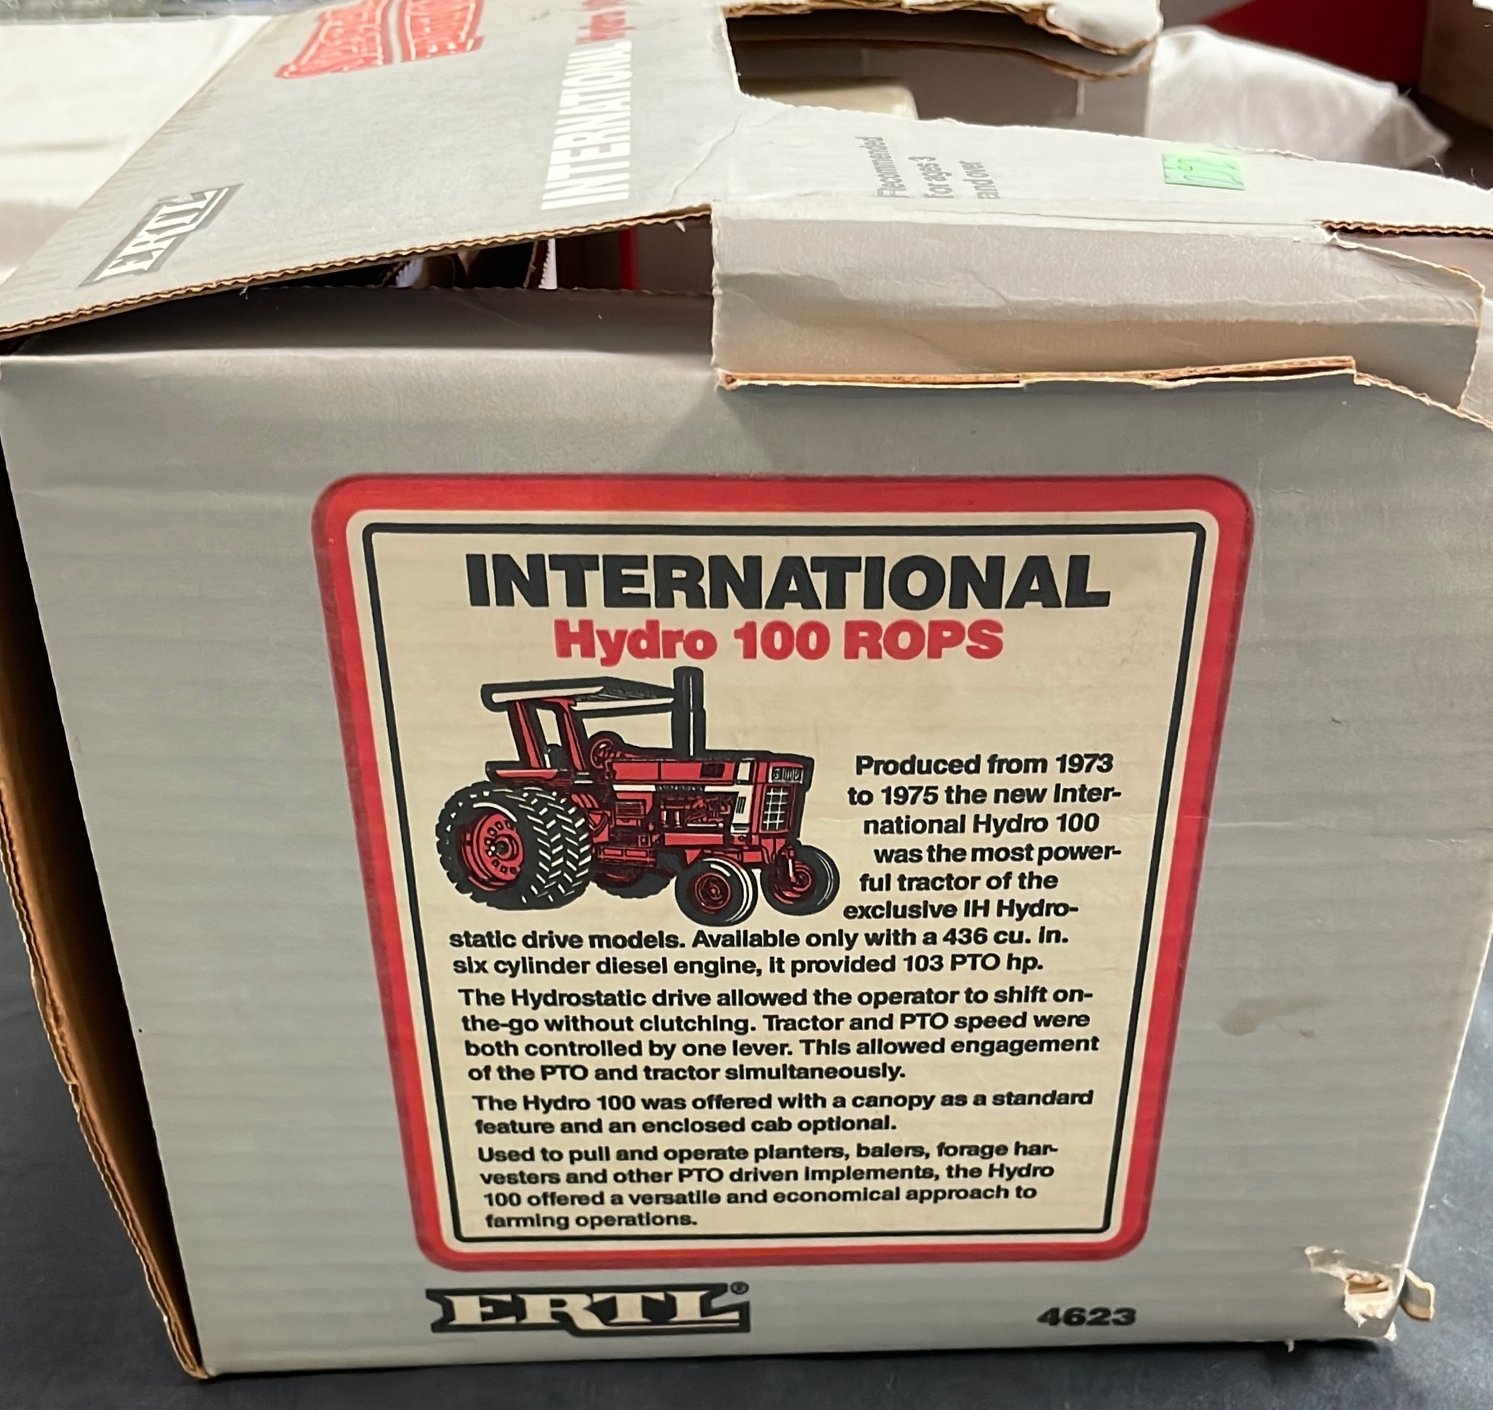 ERTL
INTERNATIONAL Hydro
Recommended
for ages 3
and over
INTERNATIONAL
Hydro 100 ROPS
Produced from 1973
to 1975 the new Inter-
national Hydro 100
was the most power-
ful tractor of the
exclusive IH Hydro-
static drive models. Available only with a 436 cu. in.
six cylinder diesel engine, it provided 103 PTO hp.
The Hydrostatic drive allowed the operator to shift on-
the-go without clutching. Tractor and PTO speed were
both controlled by one lever. This allowed engagement
of the PTO and tractor simultaneously.
The Hydro 100 was offered with a canopy as a standard
feature and an enclosed cab optional.
Used to pull and operate planters, balers, forage har-
vesters and other PTO driven implements, the Hydro
100 offered a versatile and economical approach to
farming operations.
ERTL®
4623